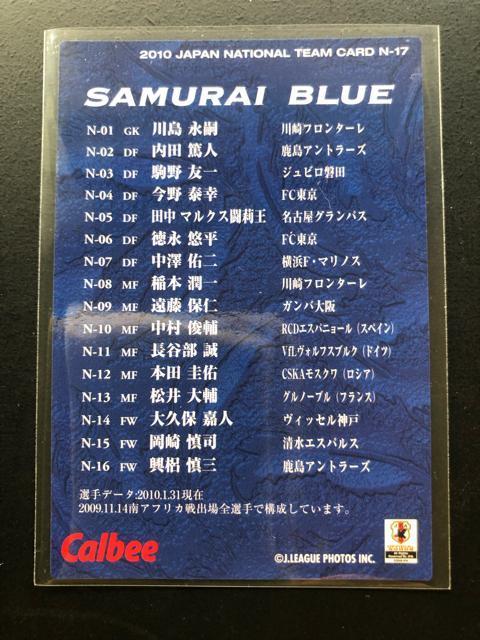 2010 JAPAN NATIONAL TEAM CARD N-17
SAMURAI BLUE
N-01 GK 川島 永嗣 川崎フロンターレ
N-02 DF 内田 篤人 鹿島アントラーズ
N-03 DF 駒野 友一 ジュビロ磐田
N-04 DF 今野 泰幸 FC東京
N-05 DF 田中 マルクス闘莉王 名古屋グランパス
N-06 DF 徳永 悠平 FC東京
N-07 DF 中澤 佑二 横浜F・マリノス
N-08 MF 稲本 潤一 川崎フロンターレ
N-09 MF 遠藤 保仁 ガンバ大阪
N-10 MF 中村 俊輔 RCDエスパニョール (スペイン)
N-11 MF 長谷部 誠 VfLヴォルフスブルク (ドイツ)
N-12 MF 本田 圭佑 CSKAモスクワ (ロシア)
N-13 MF 松井 大輔 グルノーブル (フランス)
N-14 FW 大久保 嘉人 ヴィッセル神戸
N-15 FW 岡崎 慎司 清水エスパルス
N-16 FW 興梠 慎三 鹿島アントラーズ
選手データ:2010.1.31現在
2009.11.14南アフリカ戦出場全選手で構成しています。
Calbee
©J.LEAGUE PHOTOS INC.